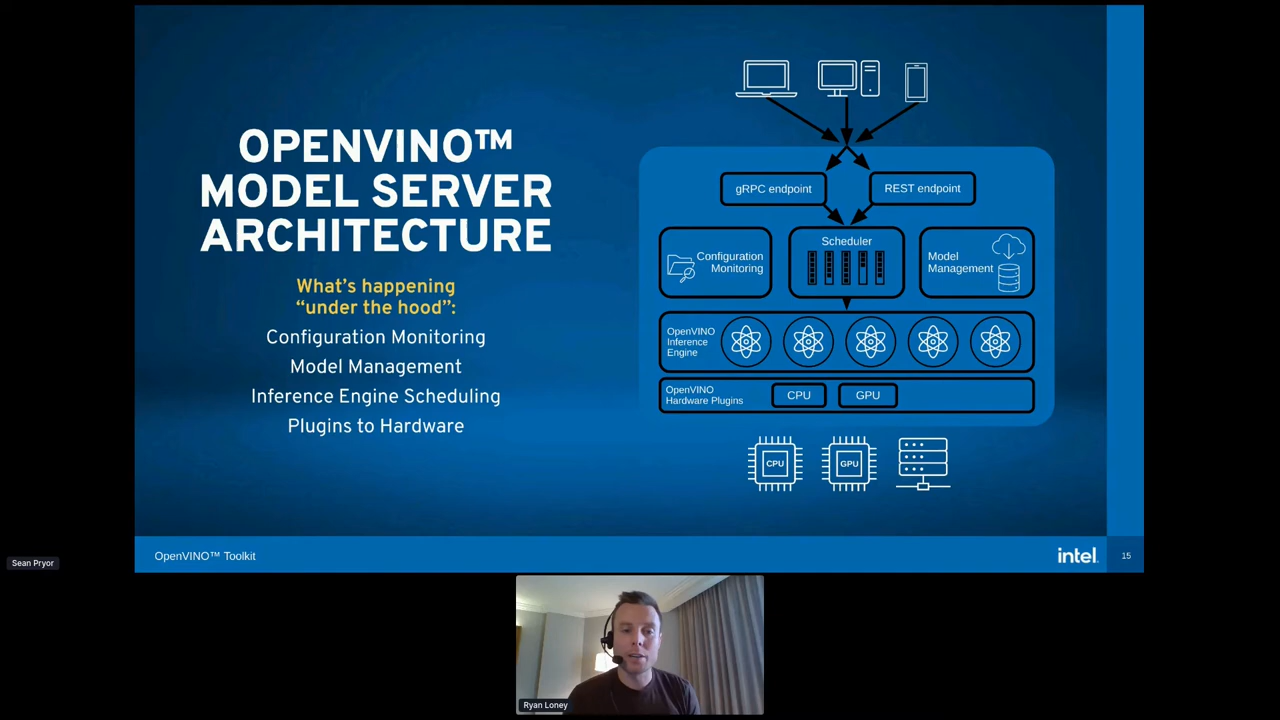 OPENVINO™
MODEL SERVER
ARCHITECTURE
What's happening
“under the hood”:
Configuration Monitoring
Model Management
Inference Engine Scheduling
Plugins to Hardware
gRPC endpoint
REST endpoint
Configuration
Monitoring
Scheduler
Model
Management
OpenVINO
Inference
Engine
OpenVINO
Hardware Plugins
CPU
GPU
CPU
GPU
OpenVINO™ Toolkit
intel.
15
Sean Pryor
Ryan Loney